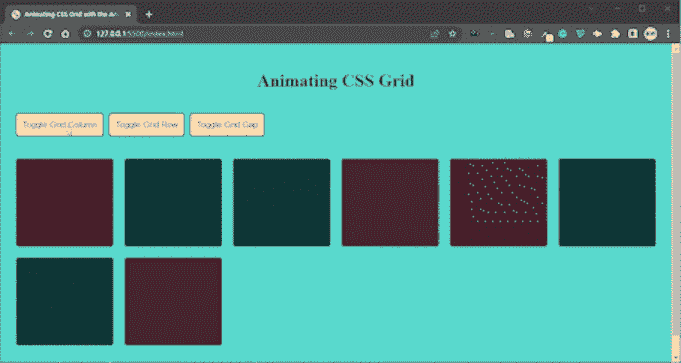 Animating CSS Grid with the An
127.0.0.1:5500/index.html
Animating CSS Grid
Toggle Grid Column
Toggle Grid Row
Toggle Grid Gap